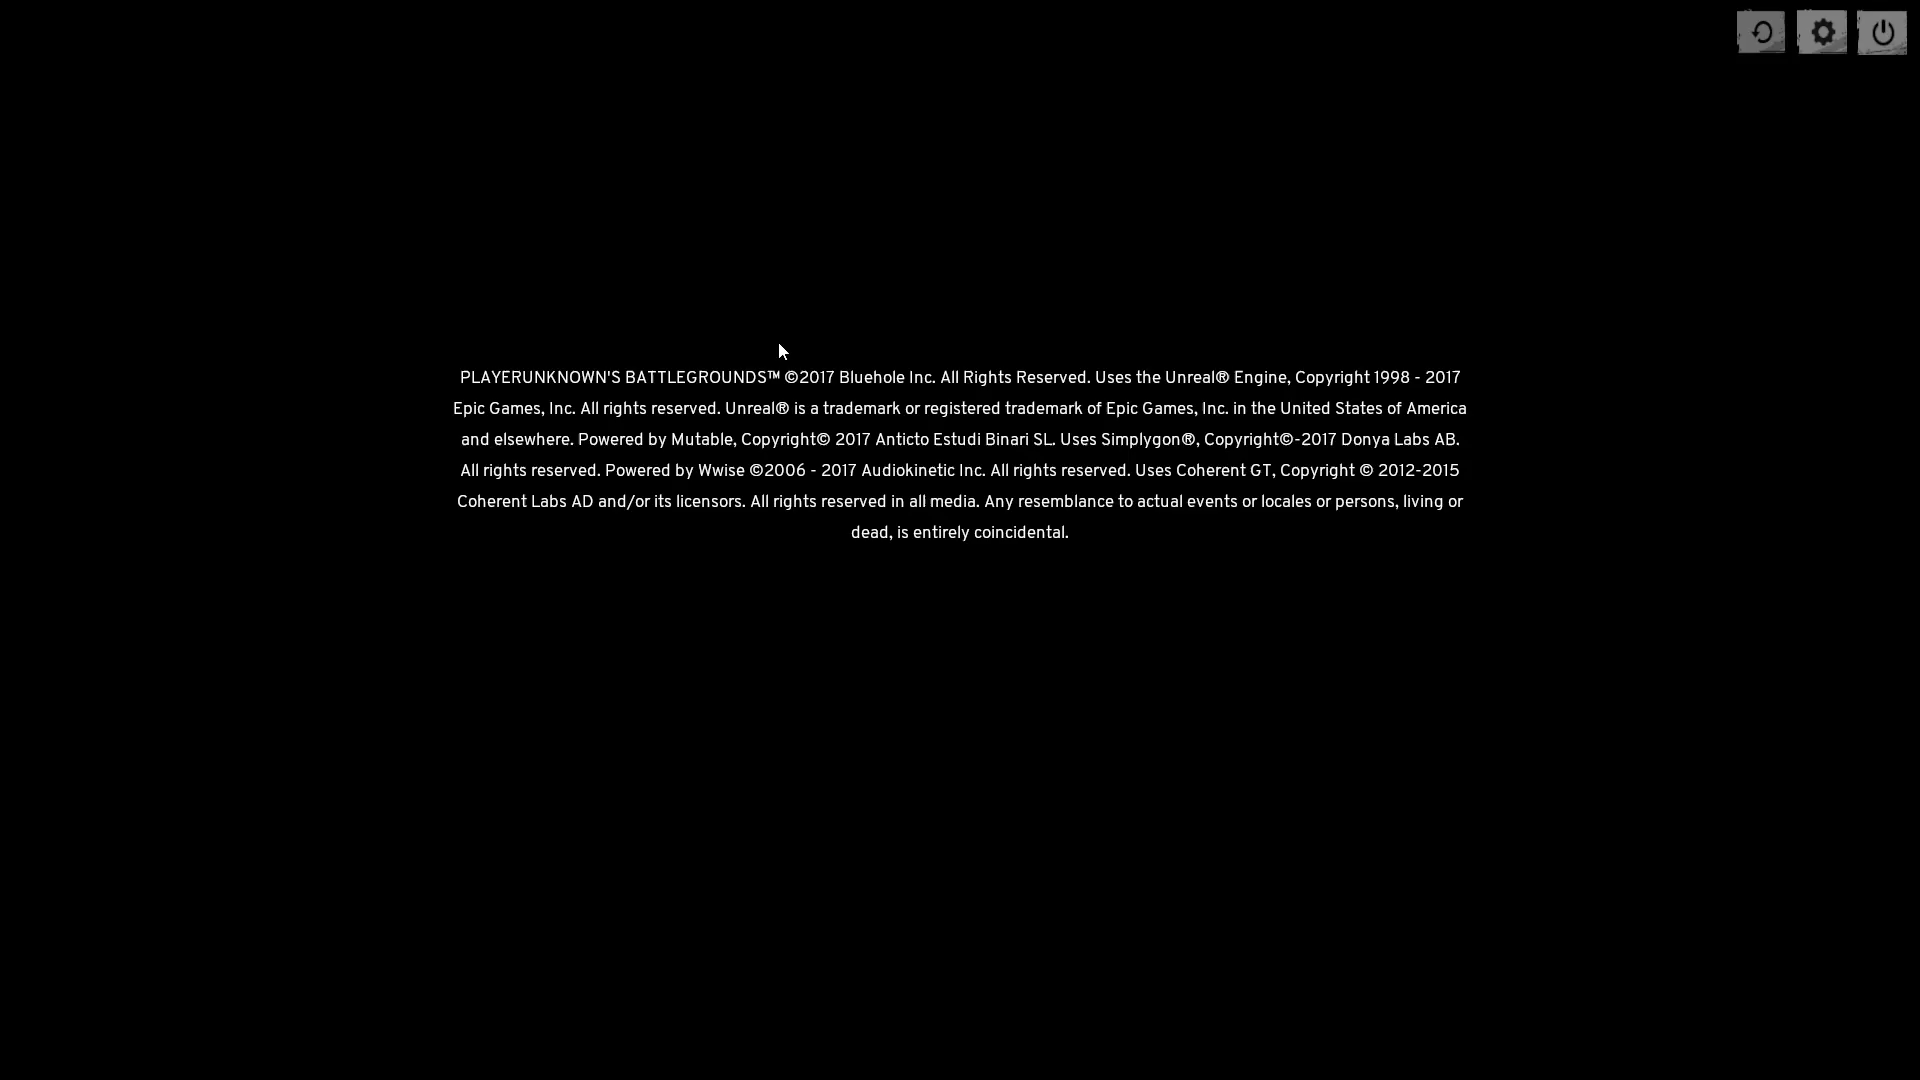 PLAYERUNKNOWN'S BATTLEGROUNDS™ ©2017 Bluehole Inc. All Rights Reserved. Uses the Unreal® Engine, Copyright 1998 - 2017
Epic Games, Inc. All rights reserved. Unreal® is a trademark or registered trademark of Epic Games, Inc. in the United States of America
and elsewhere. Powered by Mutable, Copyright© 2017 Anticto Estudi Binari SL. Uses Simplygon®, Copyright©-2017 Donya Labs AB.
All rights reserved. Powered by Wwise ©2006 - 2017 Audiokinetic Inc. All rights reserved. Uses Coherent GT, Copyright © 2012-2015
Coherent Labs AD and/or its licensors. All rights reserved in all media. Any resemblance to actual events or locales or persons, living or
dead, is entirely coincidental.